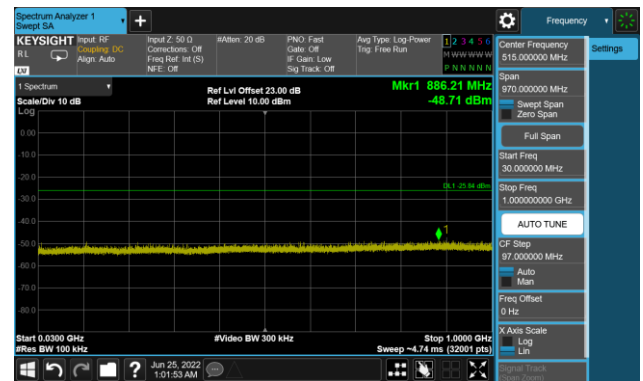 Spectrum Analyzer 1
Swept SA
Frequency
KEYSIGHT
RL
Input: RF
Coupling: DC
Align: Auto
Input Z: 50 Ω
Corrections: Off
Freq Ref: Int (S)
NFE: Off
#Atten: 20 dB
PNO: Fast
Gate: Off
IF Gain: Low
Sig Track: Off
Avg Type: Log-Power
Trig: Free Run
1 2 3 4 5 6
M W W W W W
P N N N N N
Center Frequency
515.000000 MHz
Settings
Span
970.000000 MHz
Swept Span
Zero Span
Full Span
Start Freq
30.000000 MHz
Stop Freq
1.000000000 GHz
AUTO TUNE
CF Step
97.000000 MHz
Auto
Man
Freq Offset
0 Hz
X Axis Scale
Log
Lin
Signal Track
(Span Zoom)
1 Spectrum
Scale/Div 10 dB
Log
Ref Lvl Offset 23.00 dB
Ref Level 10.00 dBm
Mkr1 886.21 MHz
-48.71 dBm
0.00
-10.0
-20.0
DL1 -25.84 dBm
-30.0
-40.0
1
-50.0
-60.0
-70.0
-80.0
Start 0.0300 GHz
#Res BW 100 kHz
#Video BW 300 kHz
Stop 1.0000 GHz
Sweep ~4.74 ms (32001 pts)
?
Jun 25, 2022
1:01:53 AM